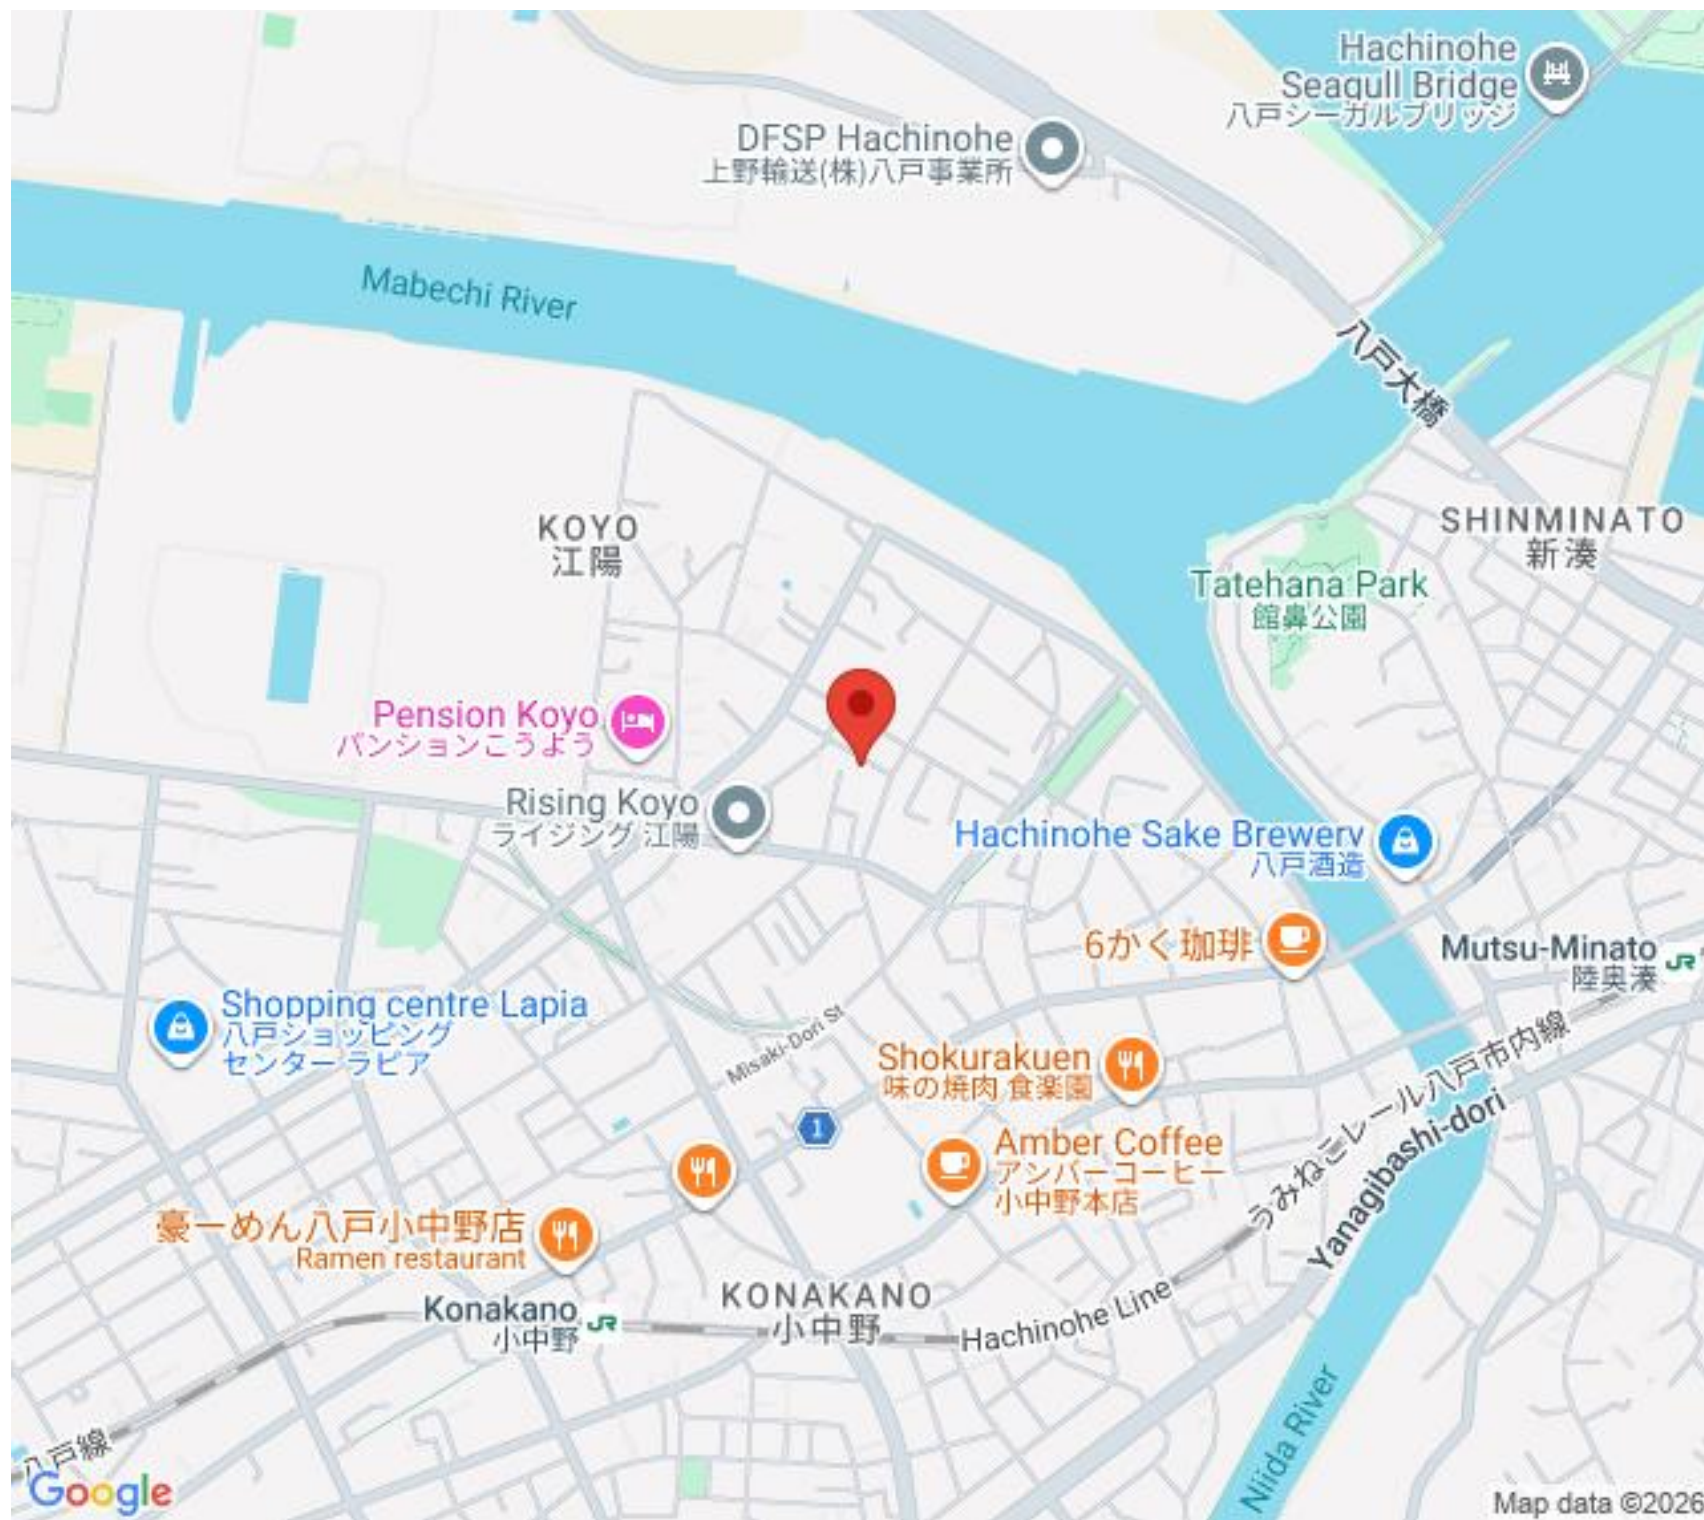 Hachinohe
Seagull Bridge
八戸シーガルブリッジ
DFSP Hachinohe
上野輸送(株)八戸事業所
Mabechi River
八戸大橋
KOYO
江陽
SHINMINATO
新湊
Tatehana Park
館鼻公園
Pension Koyo
パンションこうよう
Rising Koyo
ライジング 江陽
Hachinohe Sake Brewery
八戸酒造
6かく珈琲
Mutsu-Minato
陸奥湊
JR
Shopping centre Lapia
八戸ショッピング
センター ラピア
Misaki-Dori St
Shokurakuen
味の焼肉 食楽園
うみねこレール八戸市内線
Yanagibashi-dori
1
Amber Coffee
アンバーコーヒー
小中野本店
豪ーめん八戸小中野店
Ramen restaurant
Konakano
小中野
JR
KONAKANO
小中野
Hachinohe Line
Niida River
八戸線
Google
Map data ©2026